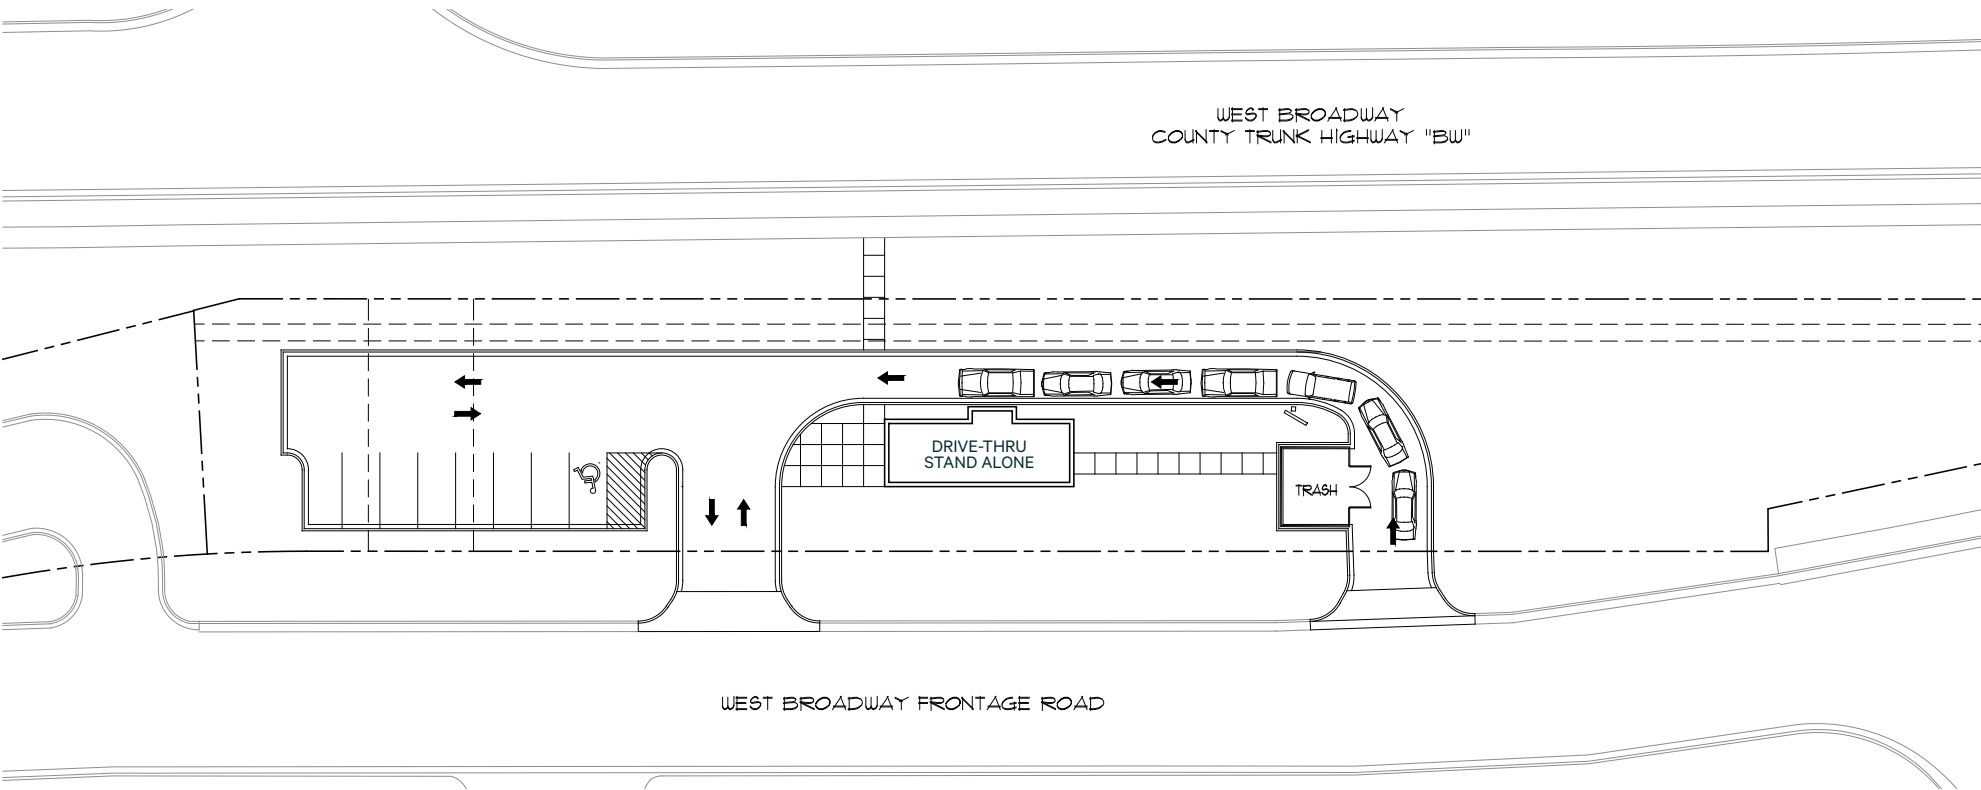 WEST BROADWAY
COUNTY TRUNK HIGHWAY "BW"
DRIVE-THRU
STAND ALONE
TRASH
WEST BROADWAY FRONTAGE ROAD